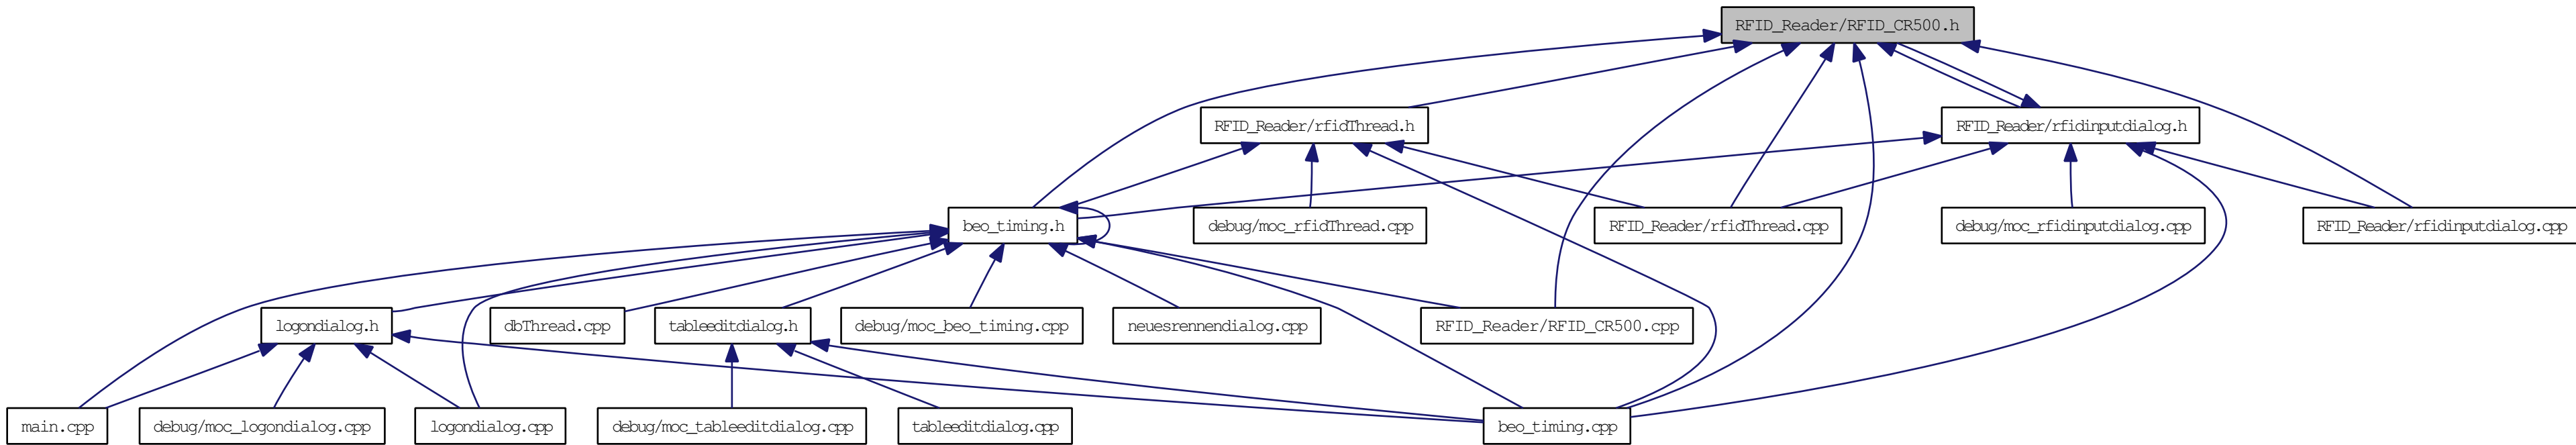 RFID_Reader/RFID_CR500.h
RFID_Reader/rfidThread.h
RFID_Reader/rfidinputdialog.h
beo_timing.h
debug/moc_rfidThread.cpp
RFID_Reader/rfidThread.cpp
debug/moc_rfidinputdialog.cpp
RFID_Reader/rfidinputdialog.cpp
logondialog.h
dbThread.cpp
tableeditdialog.h
debug/moc_beo_timing.cpp
neuesrennendialog.cpp
RFID_Reader/RFID_CR500.cpp
main.cpp
debug/moc_logondialog.cpp
logondialog.cpp
debug/moc_tableeditdialog.cpp
tableeditdialog.cpp
beo_timing.cpp